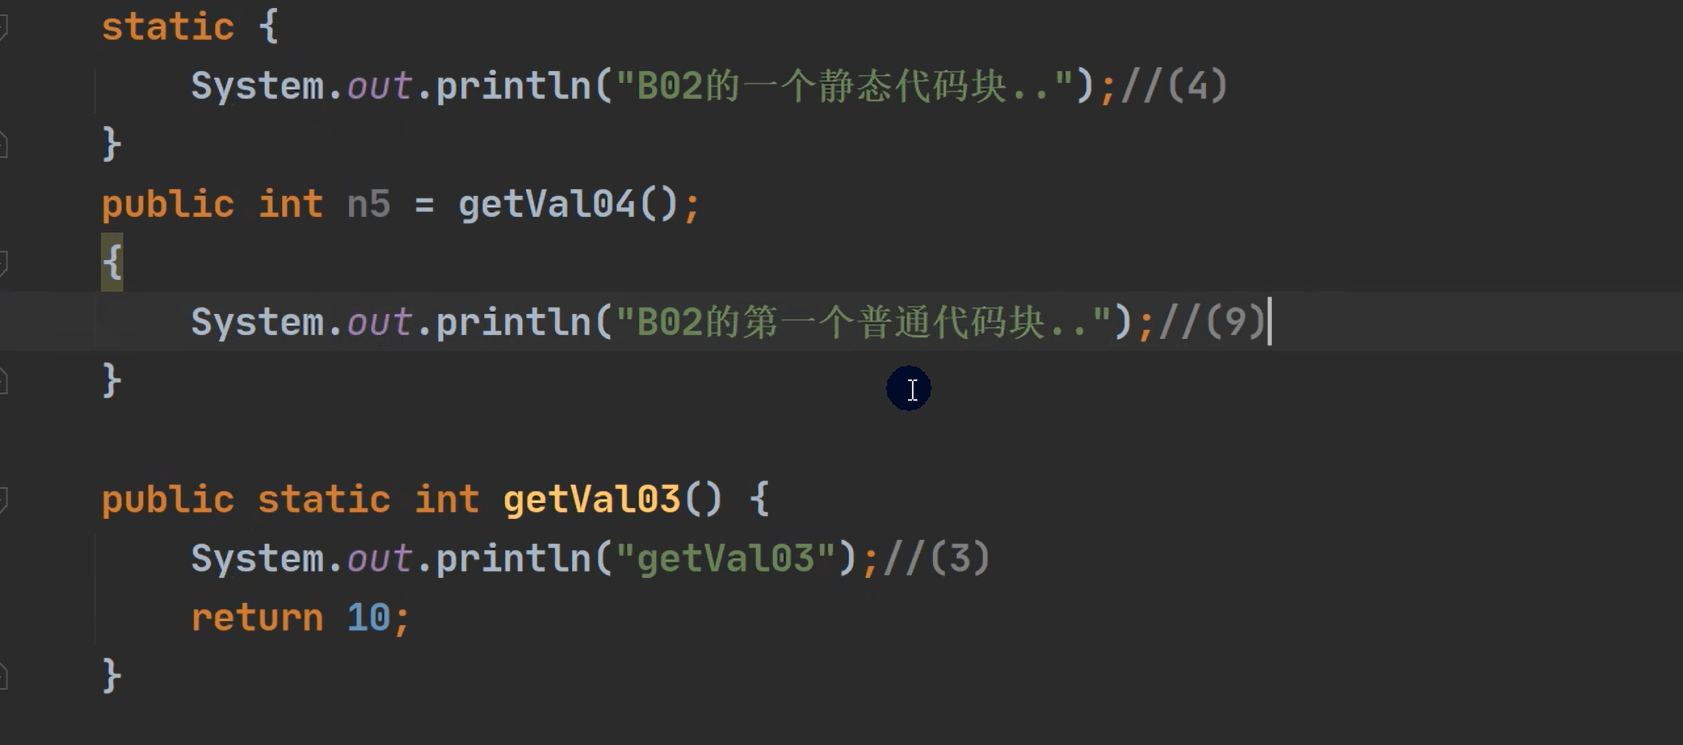 static {
System.out.println("B02的一个静态代码块..");//(4)
}
public int n5 = getVal04();
{
System.out.println("B02的第一个普通代码块..");//(9)
}
public static int getVal03() {
System.out.println("getVal03");//(3)
return 10;
}